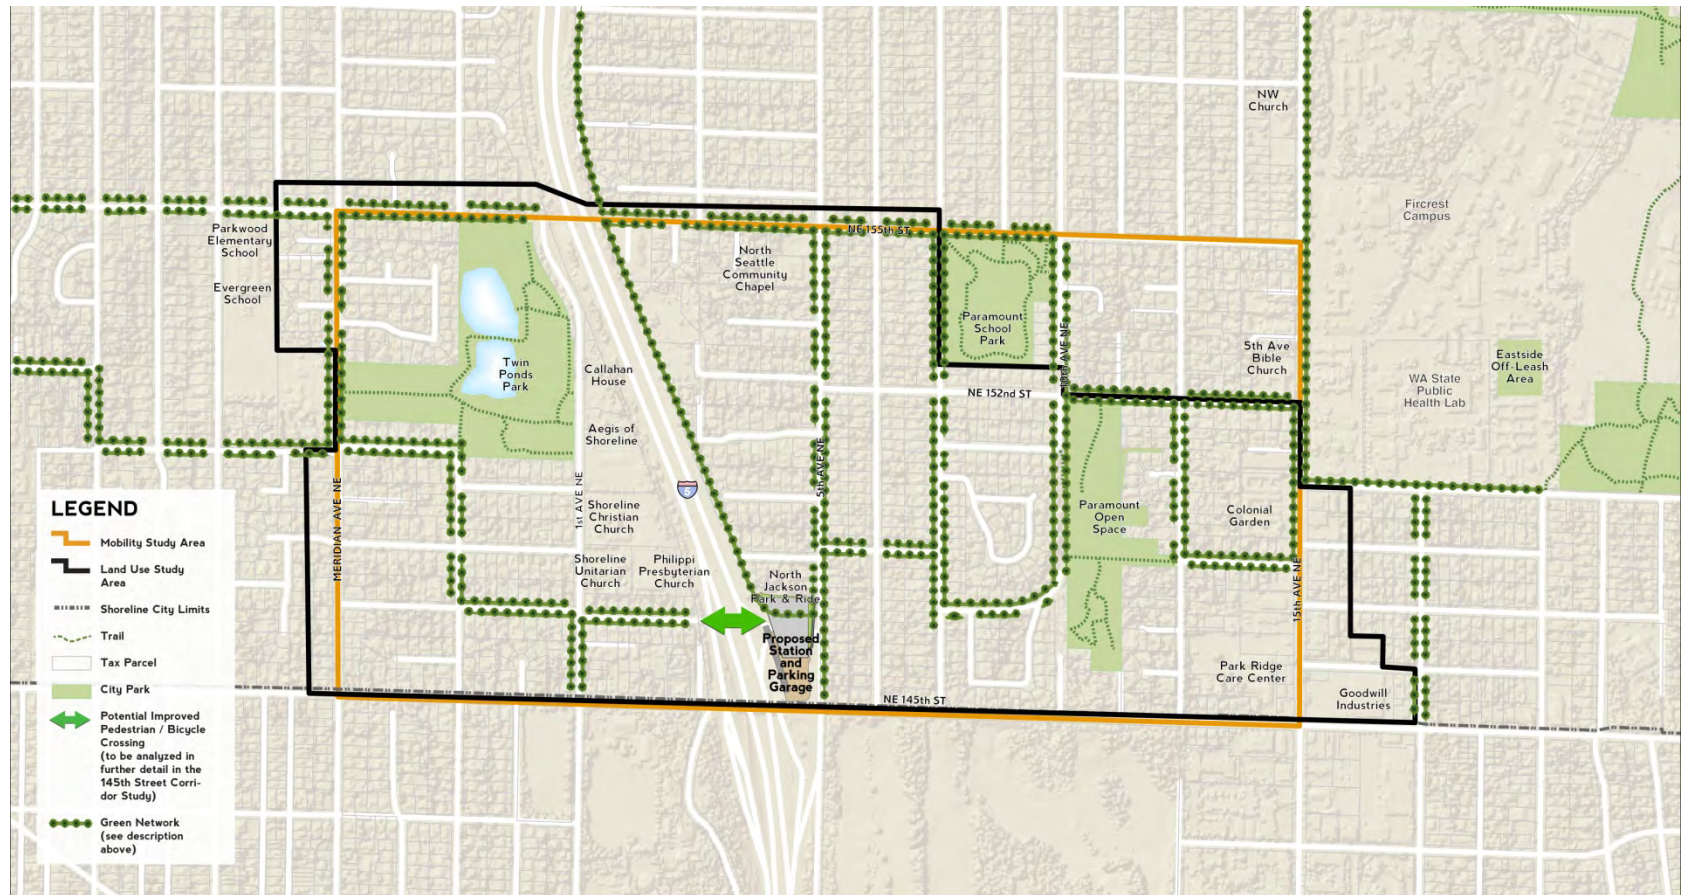 NW
Church
Fircrest
Campus
Parkwood
Elementary
School
Evergreen
School
NE 155th ST
North
Seattle
Community
Chapel
Paramount
School
Park
Twin
Ponds
Park
Callahan
House
5th Ave
Bible
Church
Eastside
Off-Leash
Area
WA State
Public
Health Lab
NE 152nd ST
10th AVE NE
Aegis of
Shoreline
5th AVE NE
MERIDIAN AVE NE
1st AVE NE
5
Shoreline
Christian
Church
Paramount
Open
Space
Colonial
Garden
Shoreline
Unitarian
Church
Philippi
Presbyterian
Church
North
Jackson
Park & Ride
15th AVE NE
Proposed
Station
and
Parking
Garage
Park Ridge
Care Center
Goodwill
Industries
NE 145th ST
LEGEND
Mobility Study Area
Land Use Study
Area
Shoreline City Limits
Trail
Tax Parcel
City Park
Potential Improved
Pedestrian / Bicycle
Crossing
(to be analyzed in
further detail in the
145th Street Corri-
dor Study)
Green Network
(see description
above)